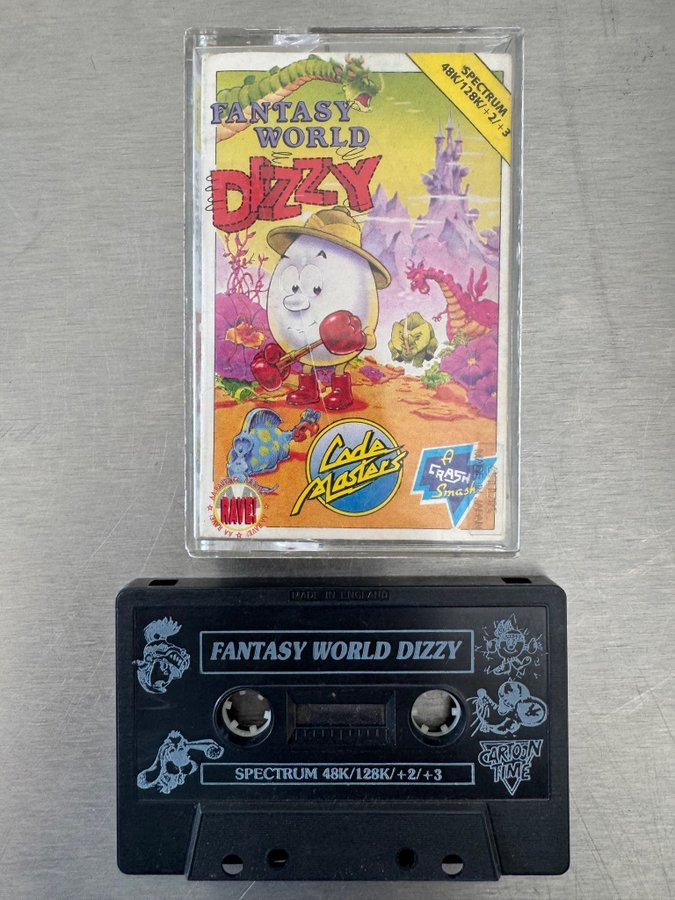 SPECTRUM
48K/128K/+2/+3
FANTASY
WORLD
DIZZY
Code
Masters
A
CRASH
Smash
RAVE!
MADE IN ENGLAND
FANTASY WORLD DIZZY
CARTOON
TIME
SPECTRUM 48K/128K/+2/+3